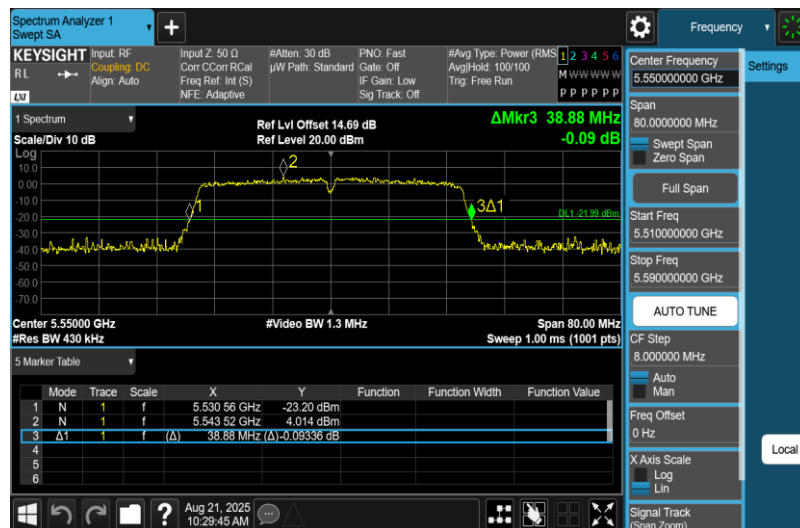 Spectrum Analyzer 1
Swept SA
Frequency
KEYSIGHT
RL
LXI
Input: RF
Coupling: DC
Align: Auto
Input Z: 50 Ω
Corr CCorr RCal
Freq Ref: Int (S)
NFE: Adaptive
#Atten: 30 dB
µW Path: Standard
PNO: Fast
Gate: Off
IF Gain: Low
Sig Track: Off
#Avg Type: Power (RMS
Avg|Hold: 100/100
Trig: Free Run
1 2 3 4 5 6
M W W W W W
P P P P P P
1 Spectrum
Scale/Div 10 dB
Ref Lvl Offset 14.69 dB
Ref Level 20.00 dBm
ΔMkr3 38.88 MHz
-0.09 dB
Log
10.0
0.00
-10.0
-20.0
-30.0
-40.0
-50.0
-60.0
-70.0
1
2
3Δ1
DL1 -21.99 dBm
Center 5.55000 GHz
#Res BW 430 kHz
#Video BW 1.3 MHz
Span 80.00 MHz
Sweep 1.00 ms (1001 pts)
5 Marker Table
Mode Trace Scale X Y Function Function Width Function Value
1 N 1 f 5.530 56 GHz -23.20 dBm
2 N 1 f 5.543 52 GHz 4.014 dBm
3 Δ1 1 f (Δ) 38.88 MHz (Δ) -0.09336 dB
4
5
6
Aug 21, 2025
10:29:45 AM
Center Frequency
5.550000000 GHz
Span
80.0000000 MHz
Swept Span
Zero Span
Full Span
Start Freq
5.510000000 GHz
Stop Freq
5.590000000 GHz
AUTO TUNE
CF Step
8.000000 MHz
Auto
Man
Freq Offset
0 Hz
X Axis Scale
Log
Lin
Signal Track
(Span Zoom)
Settings
Local